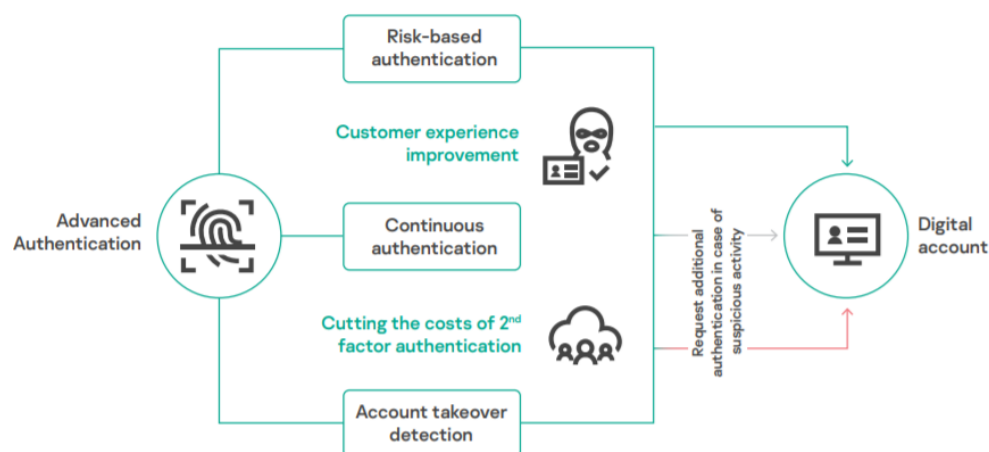 Risk-based
authentication
Customer experience
improvement
Advanced
Authentication
Continuous
authentication
Request additional
authentication in case of
suspicious activity
Digital
account
Cutting the costs of 2nd
factor authentication
Account takeover
detection